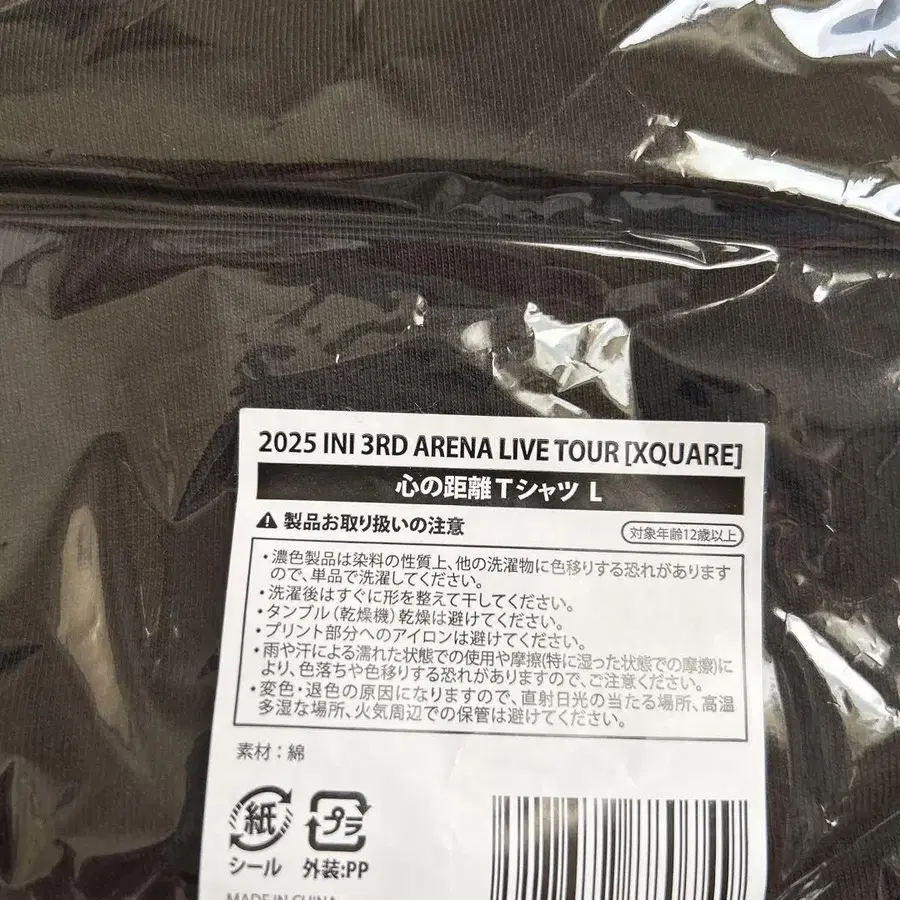 2025 INI 3RD ARENA LIVE TOUR [XQUARE]
心の距離Tシャツ L
製品お取り扱いの注意
対象年齢12歳以上
・濃色製品は染料の性質上、他の洗濯物に色移りする恐れがあります
ので、単品で洗濯してください。
・洗濯後はすぐに形を整えて干してください。
・タンブル（乾燥機）乾燥は避けてください。
・プリント部分へのアイロンは避けてください。
・雨や汗による濡れた状態での使用や摩擦(特に湿った状態での摩擦)に
より、色落ちや色移りする恐れがありますので、ご注意ください。
・変色・退色の原因になりますので、直射日光の当たる場所、高温
多湿な場所、火気周辺での保管は避けてください。
素材：綿
紙
プラ
シール
外装:PP
MADE IN CHINA